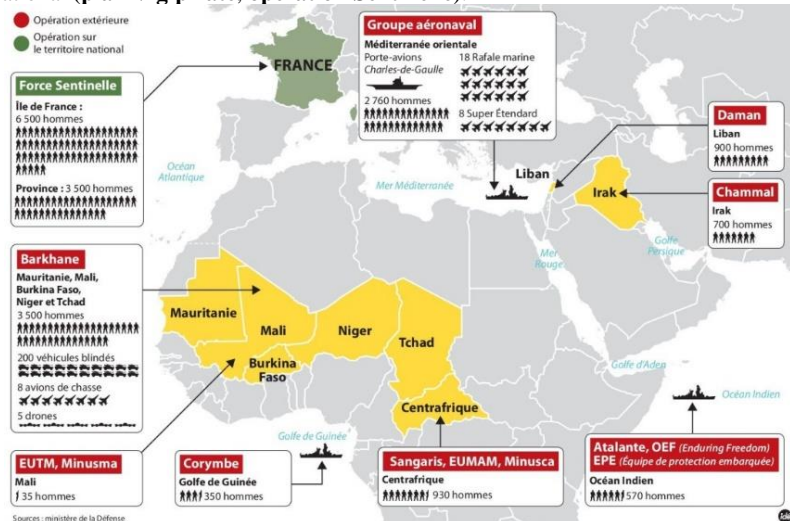 Opération extérieure
Opération sur
le territoire national
FRANCE
Force Sentinelle
Île de France :
6 500 hommes
Province : 3 500 hommes
Groupe aéronaval
Méditerranée orientale
Porte-avions
Charles-de-Gaulle
2 760 hommes
18 Rafale marine
8 Super Étendard
Daman
Liban
900 hommes
Chammal
Irak
700 hommes
Océan
Atlantique
Mer Méditerranée
Liban
Irak
Mer
Rouge
Golfe
Persique
Barkhane
Mauritanie, Mali,
Burkina Faso,
Niger et Tchad
3 500 hommes
200 véhicules blindés
8 avions de chasse
5 drones
Mauritanie
Mali
Niger
Tchad
Burkina
Faso
Centrafrique
Golfe d'Aden
Océan Indien
Golfe de Guinée
EUTM, Minusma
Mali
35 hommes
Corymbe
Golfe de Guinée
350 hommes
Sangaris, EUMAM, Minusca
Centrafrique
930 hommes
Atalante, OEF (Enduring Freedom)
EPE (Équipe de protection embarquée)
Océan Indien
570 hommes
Sources : ministère de la Défense